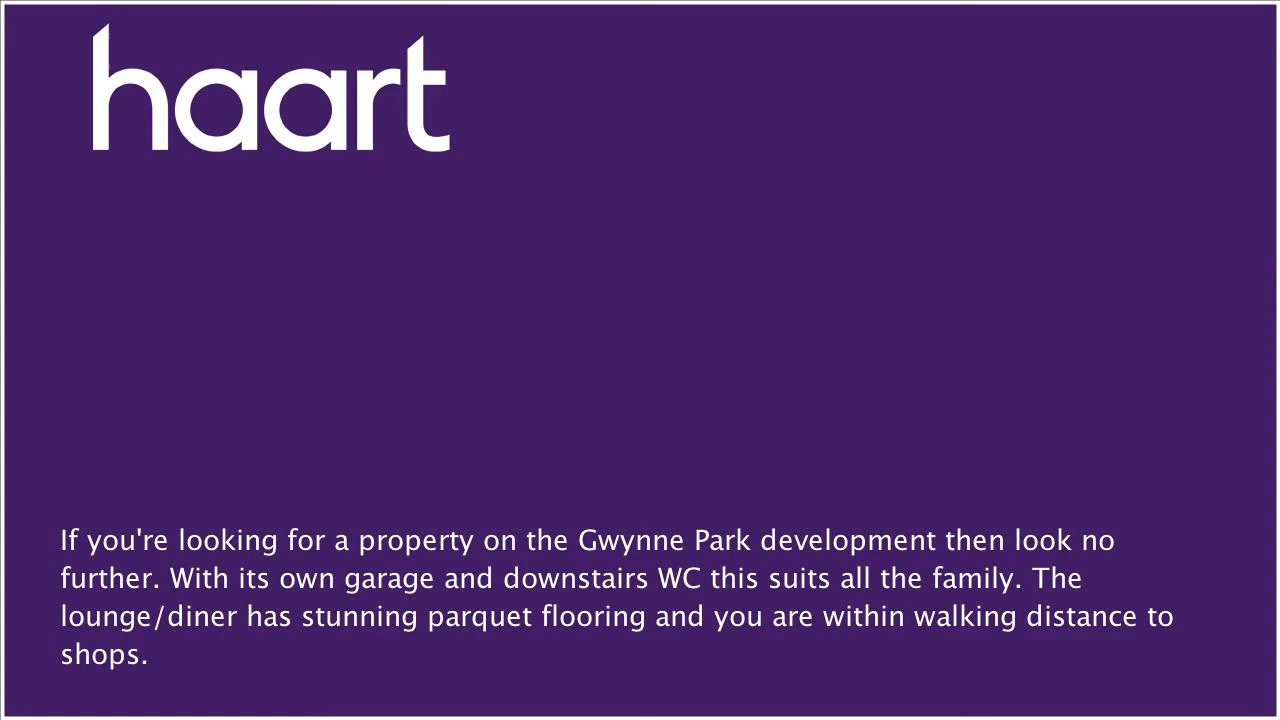 haart
If you're looking for a property on the Gwynne Park development then look no
further. With its own garage and downstairs WC this suits all the family. The
lounge/diner has stunning parquet flooring and you are within walking distance to
shops.